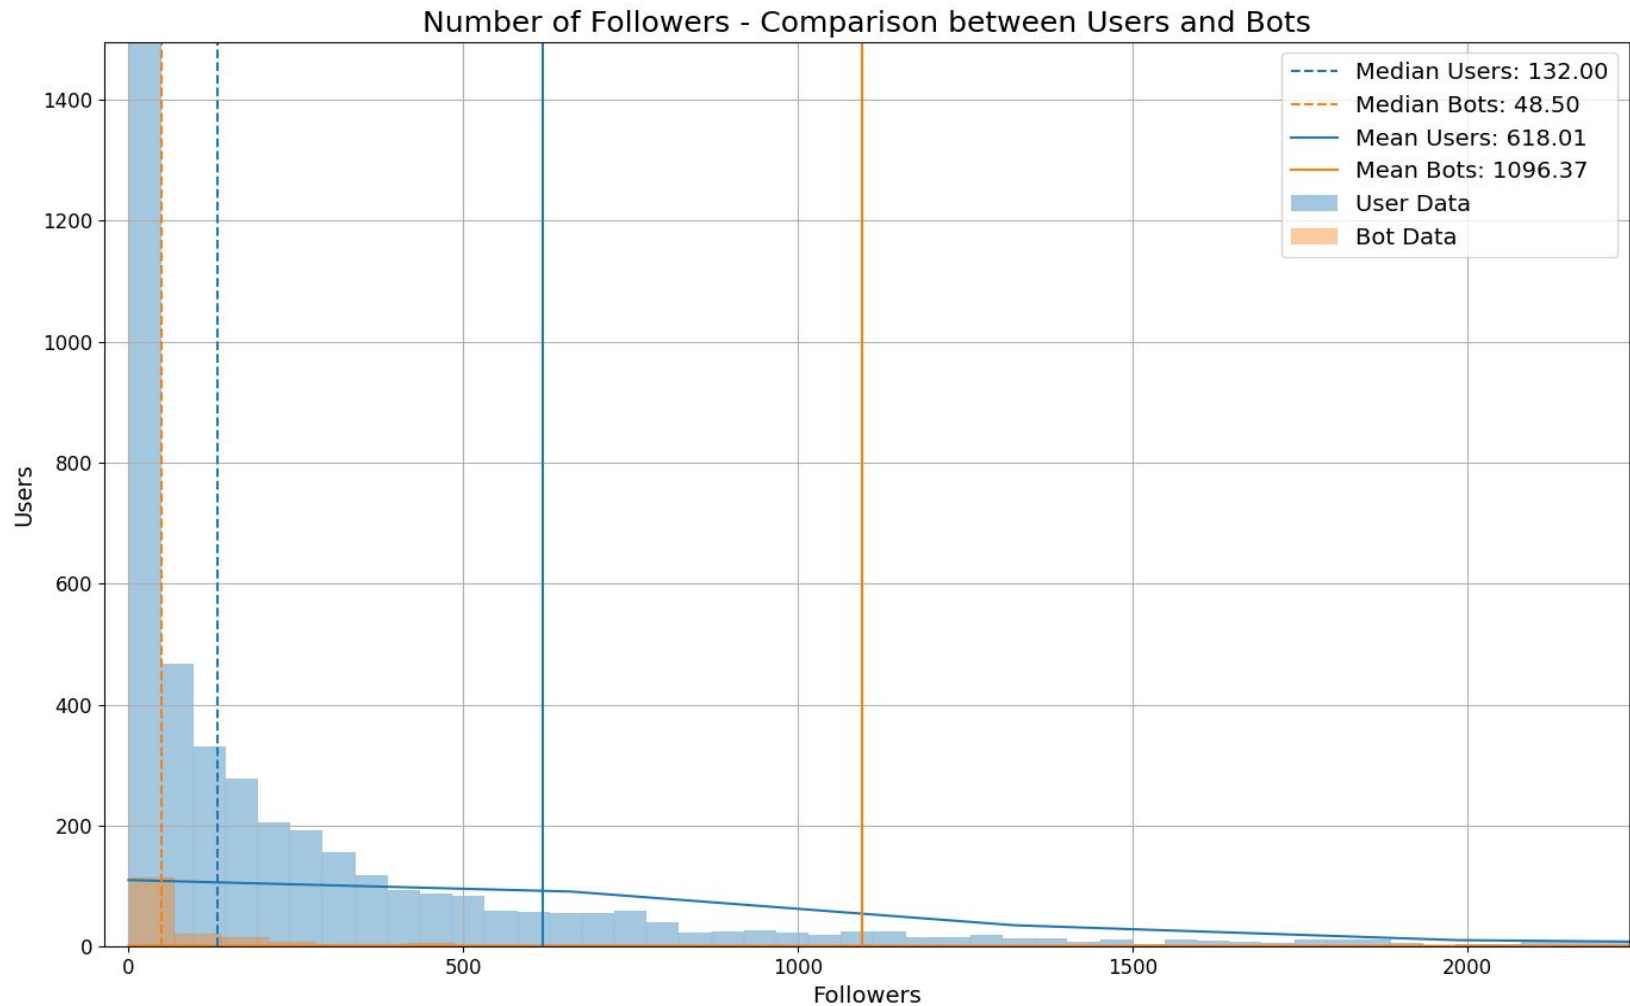 Number of Followers - Comparison between Users and Bots
Median Users: 132.00
Median Bots: 48.50
Mean Users: 618.01
Mean Bots: 1096.37
User Data
Bot Data
1400
1200
1000
800
600
400
200
0
Users
0 500 1000 1500 2000
Followers